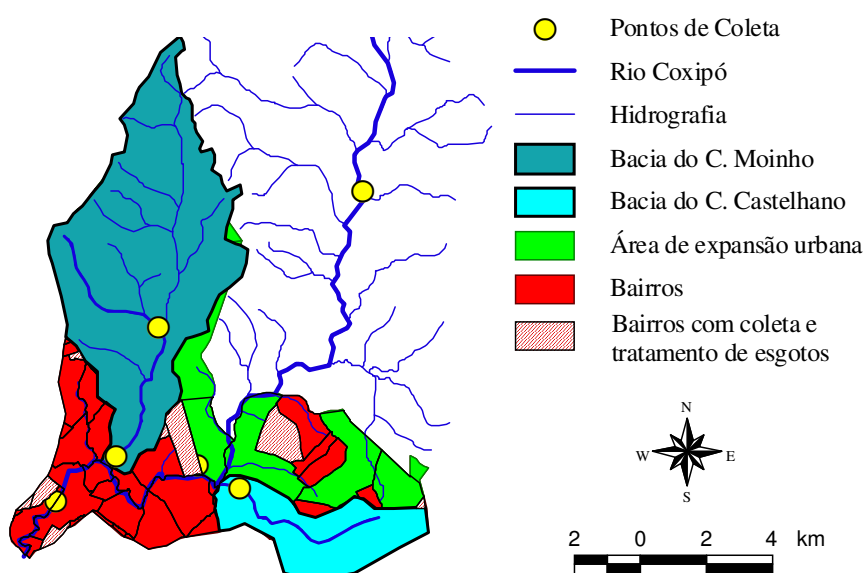 Pontos de Coleta
Rio Coxipó
Hidrografia
Bacia do C. Moinho
Bacia do C. Castelhano
Área de expansão urbana
Bairros
Bairros com coleta e
tratamento de esgotos
N
W E
S
2 0 2 4 km